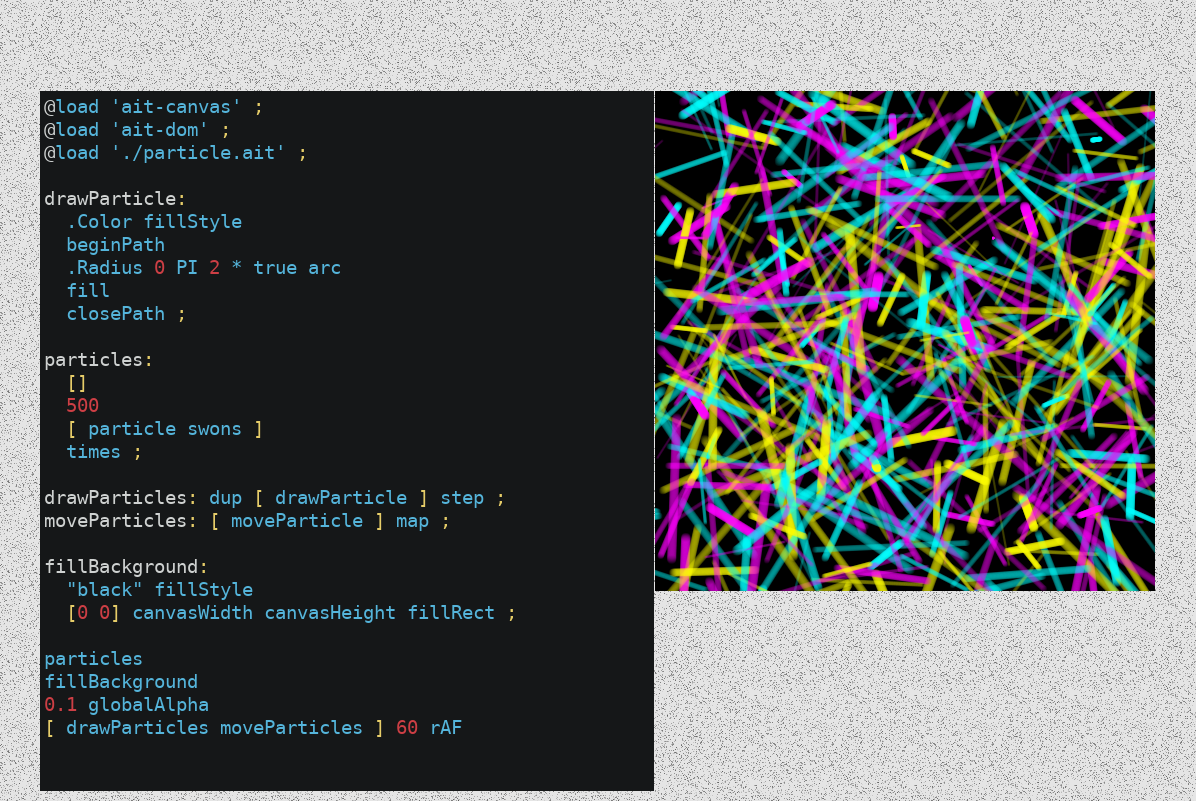 @load 'ait-canvas' ;
@load 'ait-dom' ;
@load './particle.ait' ;
drawParticle:
.Color fillStyle
beginPath
.Radius 0 PI 2 * true arc
fill
closePath ;
particles:
[]
500
[ particle swons ]
times ;
drawParticles: dup [ drawParticle ] step ;
moveParticles: [ moveParticle ] map ;
fillBackground:
"black" fillStyle
[0 0] canvasWidth canvasHeight fillRect ;
particles
fillBackground
0.1 globalAlpha
[ drawParticles moveParticles ] 60 rAF